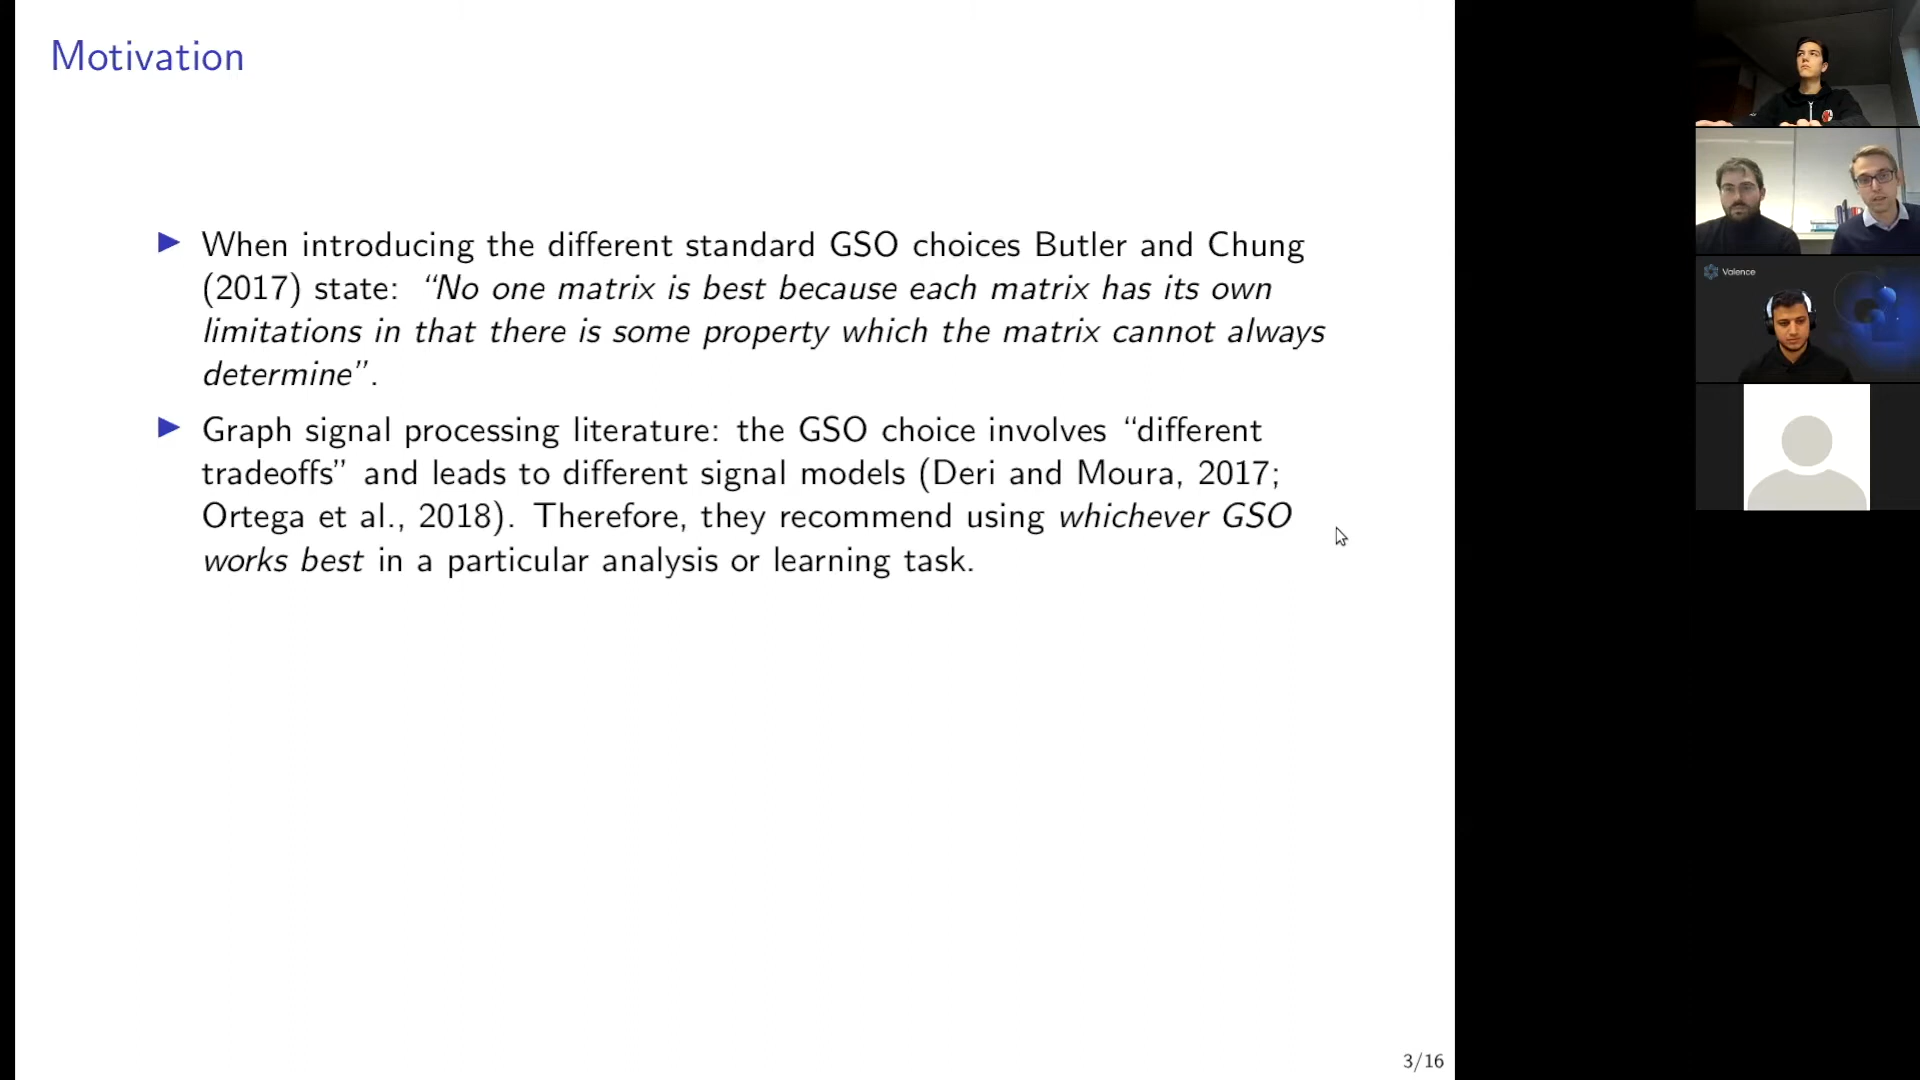 Motivation
When introducing the different standard GSO choices Butler and Chung
(2017) state: “No one matrix is best because each matrix has its own
limitations in that there is some property which the matrix cannot always
determine”.
Graph signal processing literature: the GSO choice involves “different
tradeoffs” and leads to different signal models (Deri and Moura, 2017;
Ortega et al., 2018). Therefore, they recommend using whichever GSO
works best in a particular analysis or learning task.
3/16
Valence